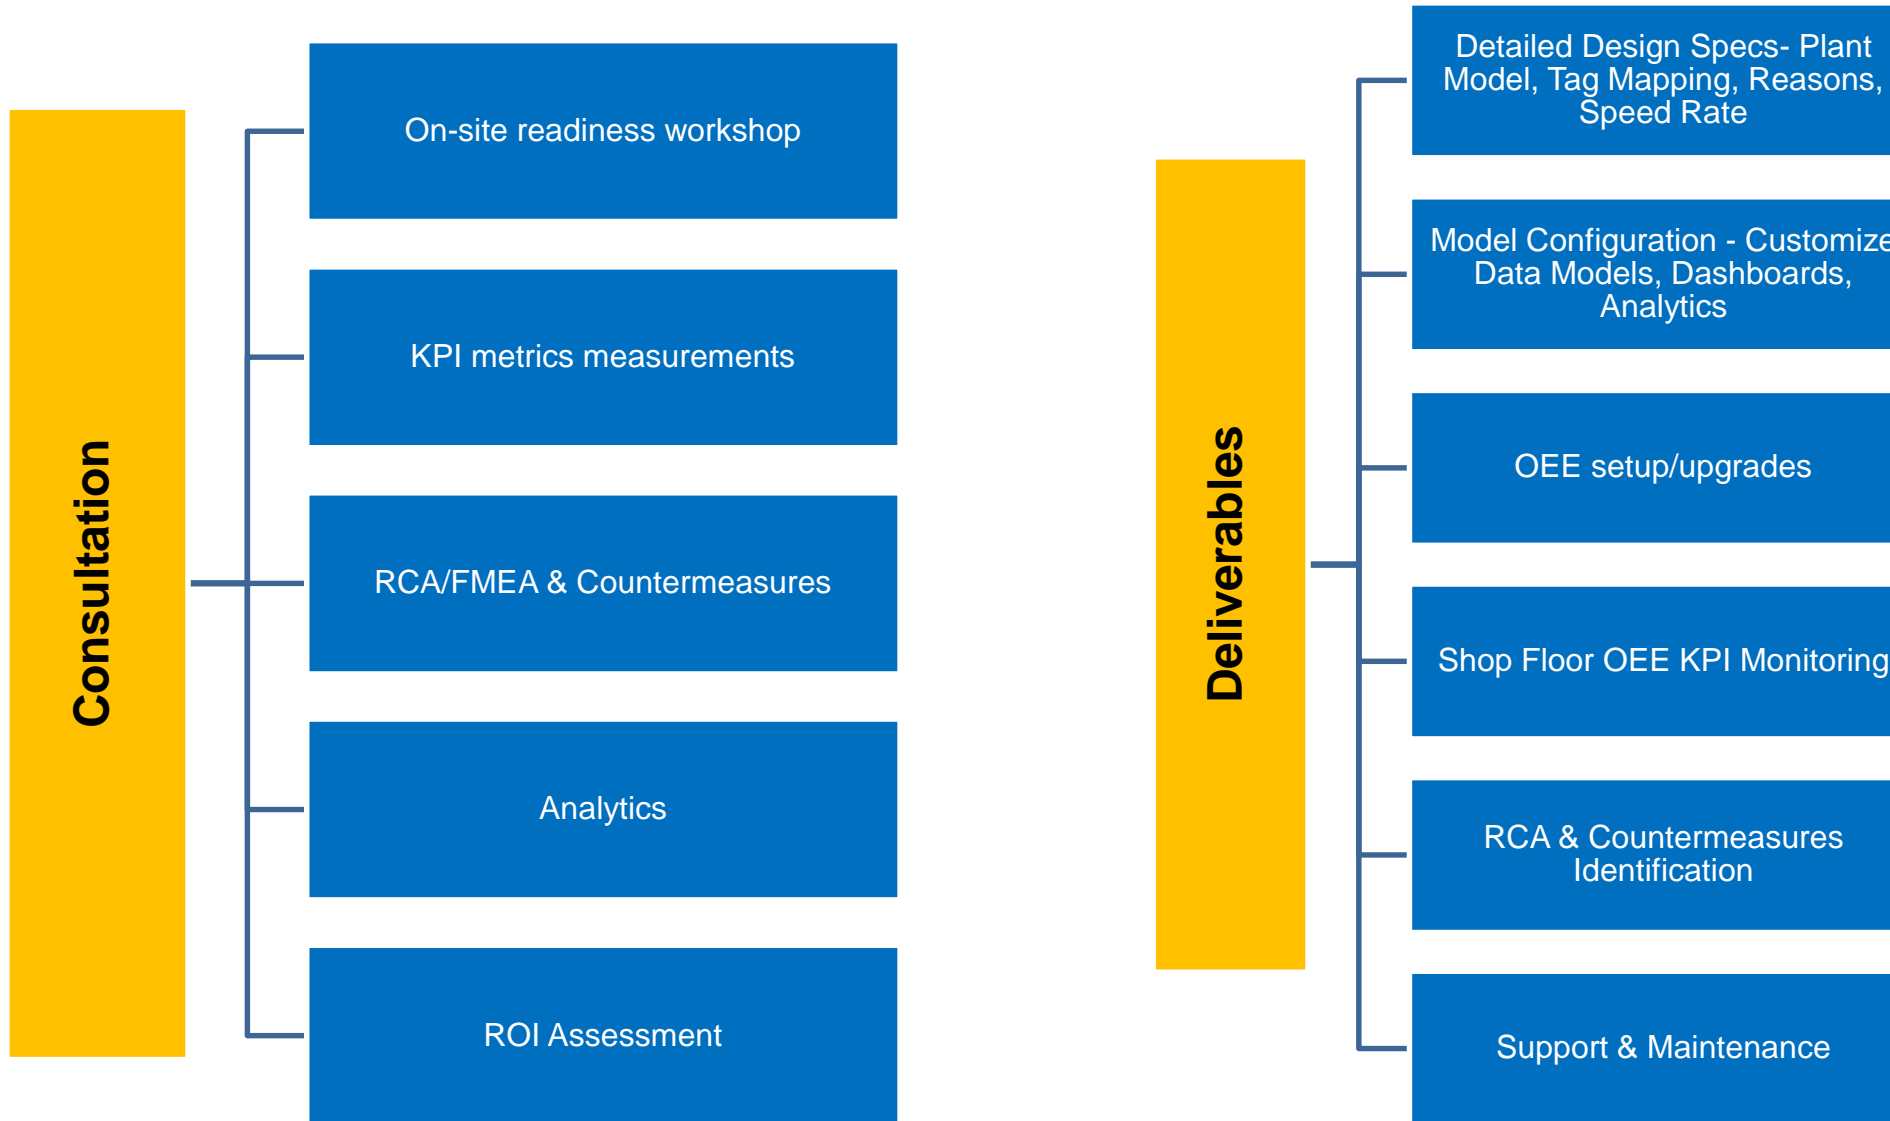 Consultation
On-site readiness workshop
KPI metrics measurements
RCA/FMEA & Countermeasures
Analytics
ROI Assessment
Deliverables
Detailed Design Specs- Plant
Model, Tag Mapping, Reasons,
Speed Rate
Model Configuration - Customize
Data Models, Dashboards,
Analytics
OEE setup/upgrades
Shop Floor OEE KPI Monitoring
RCA & Countermeasures
Identification
Support & Maintenance